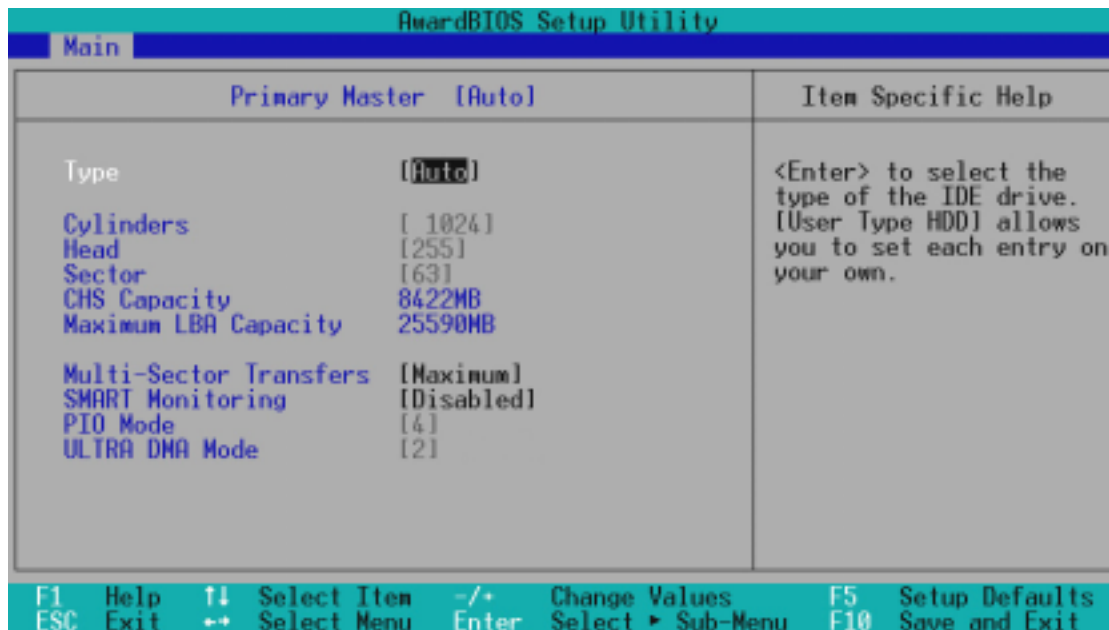 AwardBIOS Setup Utility
Main
Primary Master [Auto]
Item Specific Help
Type [Auto]
Cylinders [ 1024]
Head [255]
Sector [63]
CHS Capacity 8422MB
Maximum LBA Capacity 25590MB
Multi-Sector Transfers [Maximum]
SMART Monitoring [Disabled]
PIO Mode [4]
ULTRA DMA Mode [2]
<Enter> to select the
type of the IDE drive.
[User Type HDD] allows
you to set each entry on
your own.
F1 Help ↑↓ Select Item -/+ Change Values F5 Setup Defaults
ESC Exit ←→ Select Menu Enter Select ► Sub-Menu F10 Save and Exit